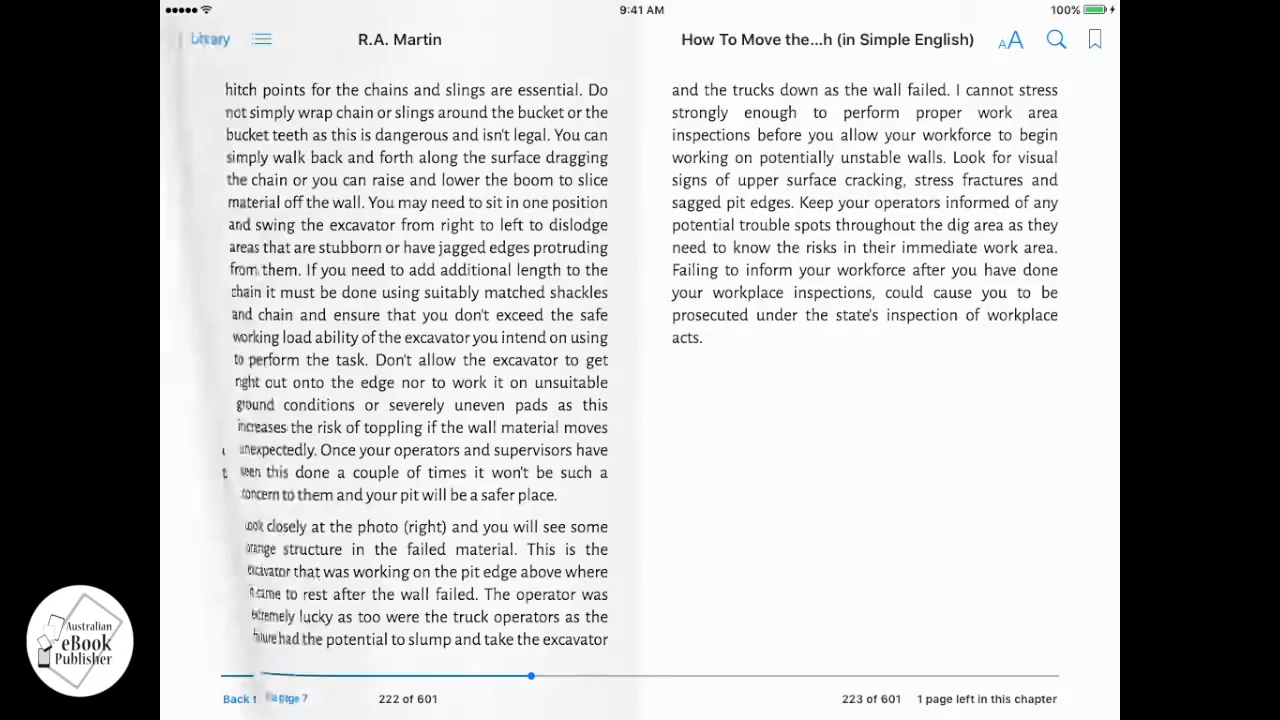 9:41 AM
100%
Library
R.A. Martin
How To Move the...h (in Simple English)
AA
hitch points for the chains and slings are essential. Do
not simply wrap chain or slings around the bucket or the
bucket teeth as this is dangerous and isn't legal. You can
simply walk back and forth along the surface dragging
the chain or you can raise and lower the boom to slice
material off the wall. You may need to sit in one position
and swing the excavator from right to left to dislodge
areas that are stubborn or have jagged edges protruding
from them. If you need to add additional length to the
chain it must be done using suitably matched shackles
and chain and ensure that you don't exceed the safe
working load ability of the excavator you intend on using
to perform the task. Don't allow the excavator to get
right out onto the edge nor to work it on unsuitable
ground conditions or severely uneven pads as this
increases the risk of toppling if the wall material moves
unexpectedly. Once your operators and supervisors have
seen this done a couple of times it won't be such a
concern to them and your pit will be a safer place.
ook closely at the photo (right) and you will see some
orange structure in the failed material. This is the
excavator that was working on the pit edge above where
it came to rest after the wall failed. The operator was
extremely lucky as too were the truck operators as the
had the potential to slump and take the excavator
and the trucks down as the wall failed. I cannot stress
strongly enough to perform proper work area
inspections before you allow your workforce to begin
working on potentially unstable walls. Look for visual
signs of upper surface cracking, stress fractures and
sagged pit edges. Keep your operators informed of any
potential trouble spots throughout the dig area as they
need to know the risks in their immediate work area.
Failing to inform your workforce after you have done
your workplace inspections, could cause you to be
prosecuted under the state's inspection of workplace
acts.
Back t page 7
222 of 601
223 of 601
1 page left in this chapter
Australian
eBook
Publisher